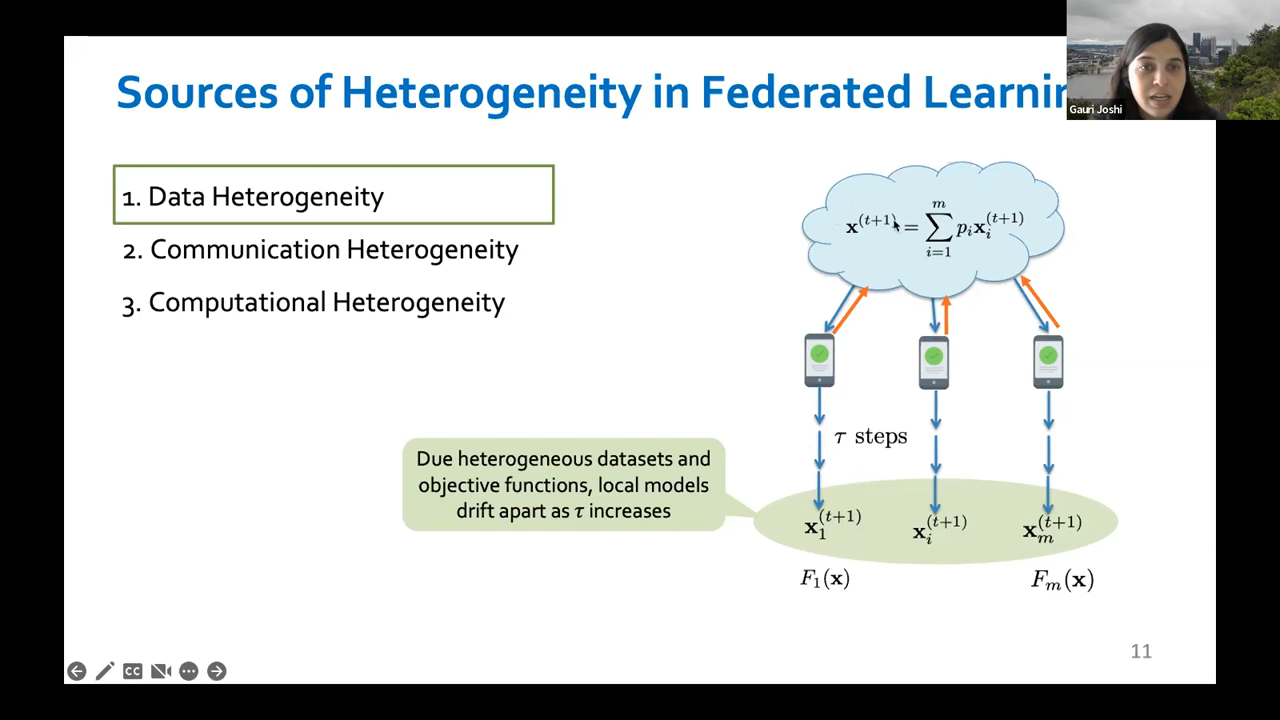 Sources of Heterogeneity in Federated Learnin
Gauri Joshi
1. Data Heterogeneity
2. Communication Heterogeneity
3. Computational Heterogeneity
x^{(t+1)} = \sum_{i=1}^{m} p_i x_i^{(t+1)}
τ steps
Due heterogeneous datasets and
objective functions, local models
drift apart as τ increases
x_1^{(t+1)} x_i^{(t+1)} x_m^{(t+1)}
F_1(x) F_m(x)
11
CC